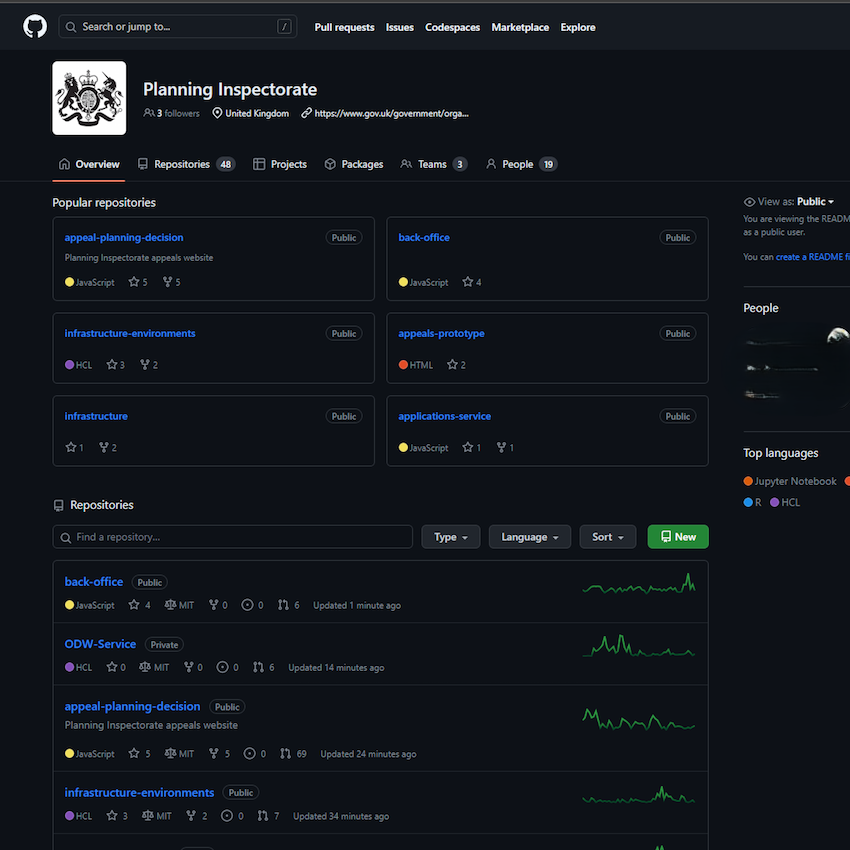 Search or jump to... /
Pull requests Issues Codespaces Marketplace Explore
Planning Inspectorate
3 followers United Kingdom https://www.gov.uk/government/orga...
Overview Repositories 48 Projects Packages Teams 3 People 19
Popular repositories
appeal-planning-decision Public
Planning Inspectorate appeals website
JavaScript 5 5
back-office Public
JavaScript 4
infrastructure-environments Public
HCL 3 2
appeals-prototype Public
HTML 2
infrastructure Public
1 2
applications-service Public
JavaScript 1 1
View as: Public
You are viewing the README
as a public user.
You can create a README
People
Top languages
Jupyter Notebook
R HCL
Repositories
Find a repository...
Type Language Sort New
back-office Public
JavaScript 4 MIT 0 0 6 Updated 1 minute ago
ODW-Service Private
HCL 0 MIT 0 0 6 Updated 14 minutes ago
appeal-planning-decision Public
Planning Inspectorate appeals website
JavaScript 5 MIT 5 0 69 Updated 24 minutes ago
infrastructure-environments Public
HCL 3 MIT 2 0 7 Updated 34 minutes ago